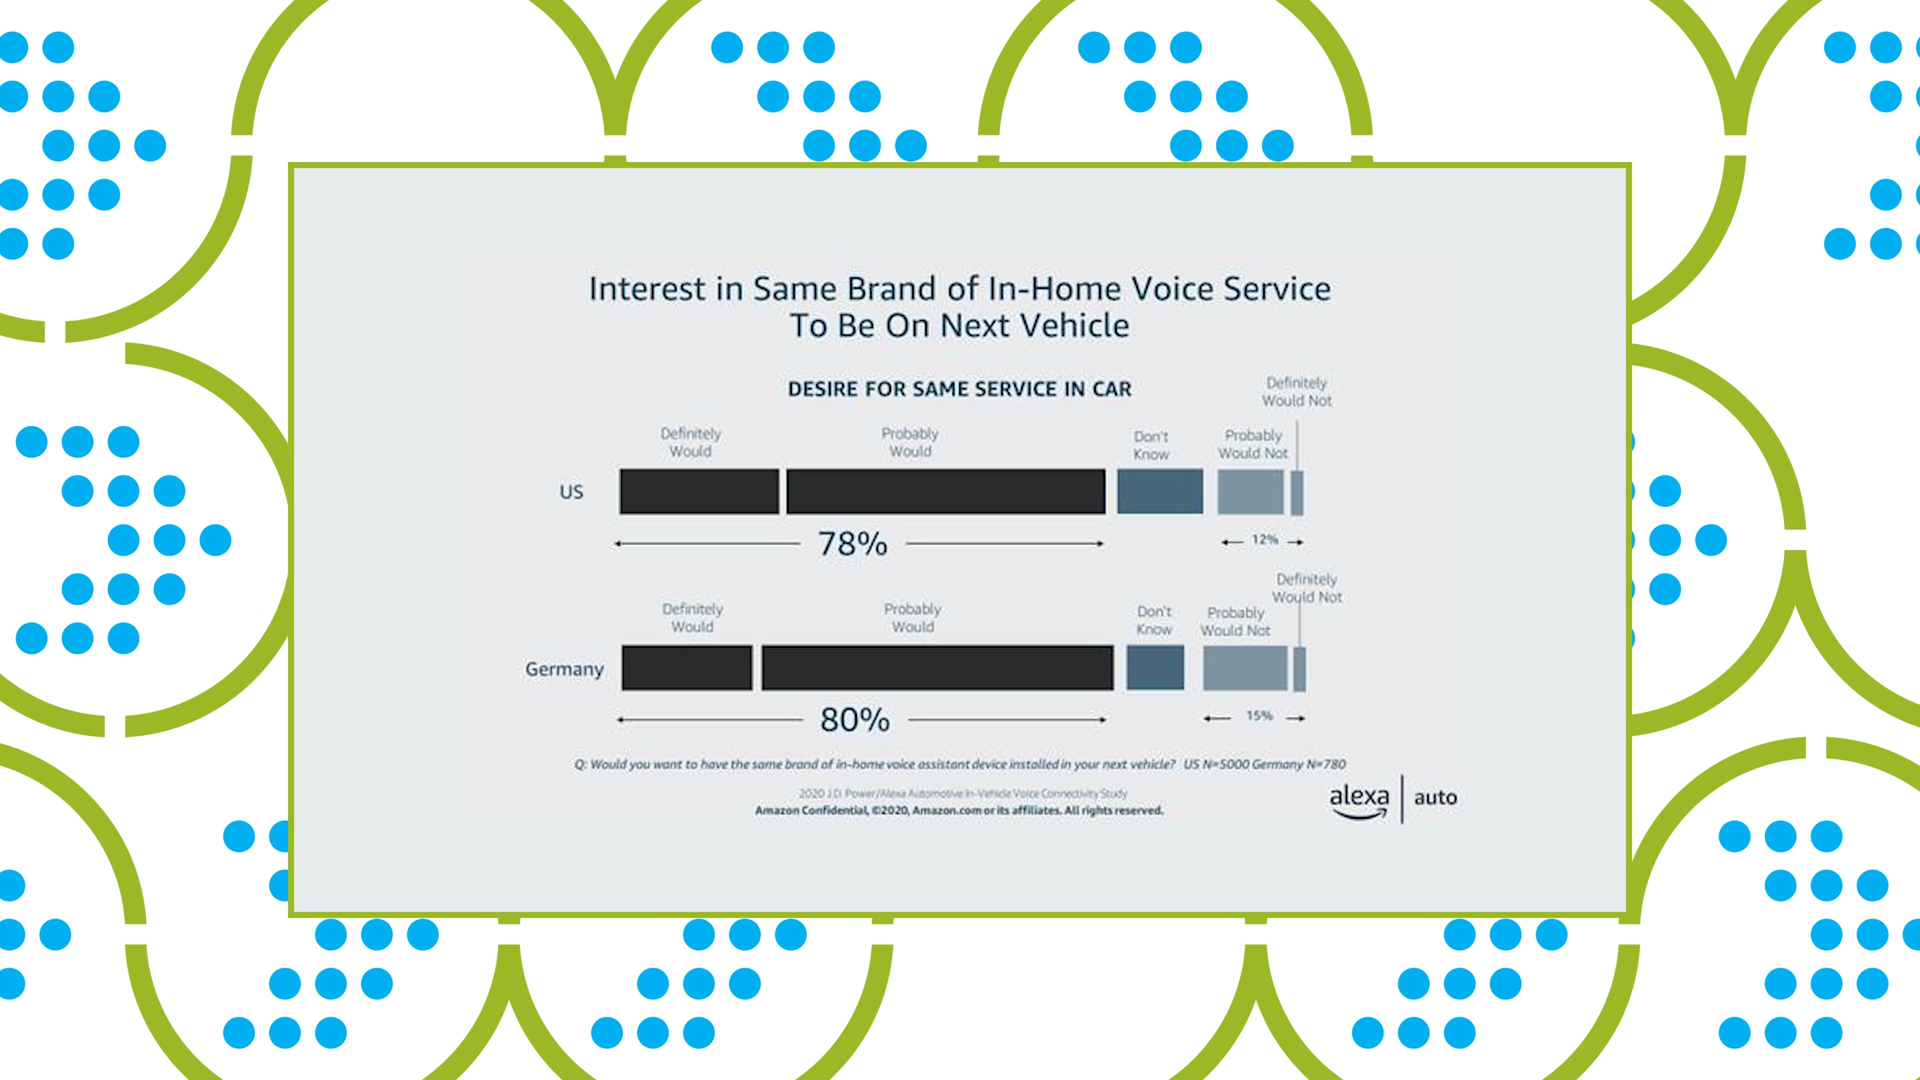 Interest in Same Brand of In-Home Voice Service
To Be On Next Vehicle
DESIRE FOR SAME SERVICE IN CAR
Definitely
Would Not
Definitely
Would
Probably
Would
Don't
Know
Probably
Would Not
US
78%
12%
Definitely
Would Not
Definitely
Would
Probably
Would
Don't
Know
Probably
Would Not
Germany
80%
15%
Q: Would you want to have the same brand of in-home voice assistant device installed in your next vehicle? US N=5000 Germany N=780
2020 J.D. Power/Alexa Automotive In-Vehicle Voice Connectivity Study
Amazon Confidential, ©2020, Amazon.com or its affiliates. All rights reserved.
alexa | auto